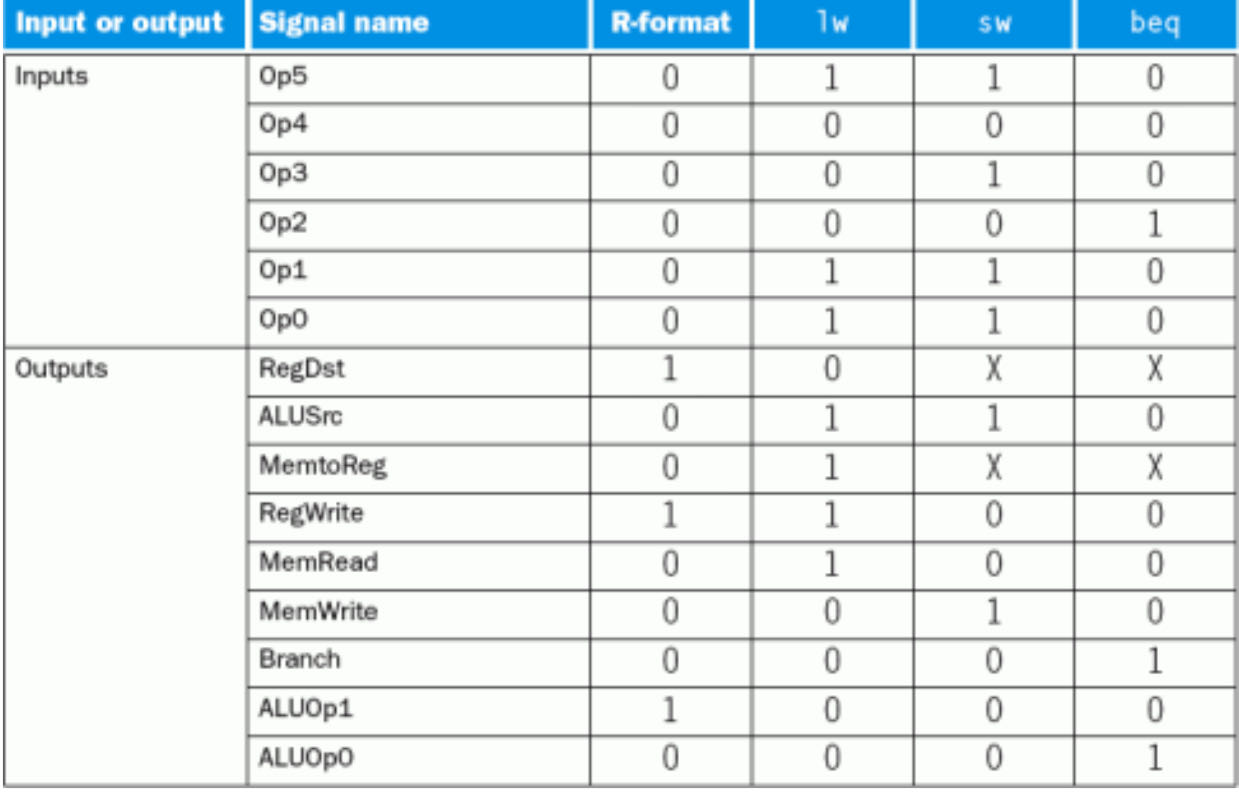 Input or output Signal name R-format lw sw beq
Inputs Op5 0 1 1 0
Op4 0 0 0 0
Op3 0 0 1 0
Op2 0 0 0 1
Op1 0 1 1 0
Op0 0 1 1 0
Outputs RegDst 1 0 X X
ALUSrc 0 1 1 0
MemtoReg 0 1 X X
RegWrite 1 1 0 0
MemRead 0 1 0 0
MemWrite 0 0 1 0
Branch 0 0 0 1
ALUOp1 1 0 0 0
ALUOp0 0 0 0 1